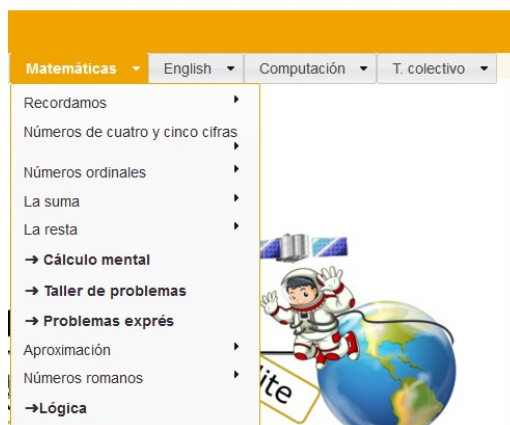 Matemáticas English Computación T. colectivo
Recordamos
Números de cuatro y cinco cifras
Números ordinales
La suma
La resta
→ Cálculo mental
→ Taller de problemas
→ Problemas exprés
Aproximación
Números romanos
→Lógica